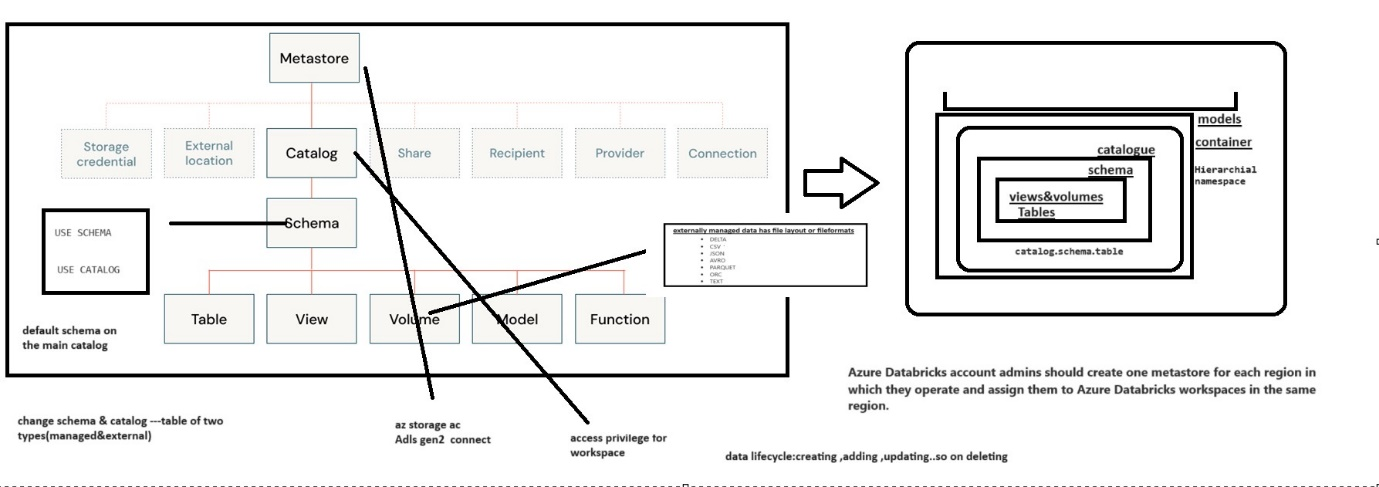 Metastore
Storage
credential
External
location
Catalog
Share
Recipient
Provider
Connection
Schema
USE SCHEMA
USE CATALOG
Table
View
Volume
Model
Function
default schema on
the main catalog
externally managed data has file layout or fileformats
• DELTA
• CSV
• JSON
• AVRO
• PARQUET
• ORC
• TEXT
change schema & catalog ---table of two
types(managed&external)
az storage ac
Adls gen2 connect
access privilege for
workspace
models
container
Hierarchial
namespace
catalogue
schema
views&volumes
Tables
catalog.schema.table
Azure Databricks account admins should create one metastore for each region in
which they operate and assign them to Azure Databricks workspaces in the same
region.
data lifecycle:creating ,adding ,updating..so on deleting